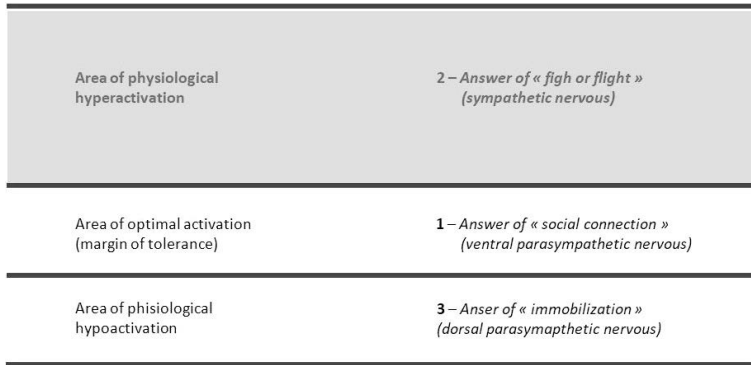 Area of physiological
hyperactivation
2 – Answer of « figh or flight »
(sympathetic nervous)
Area of optimal activation
(margin of tolerance)
1 – Answer of « social connection »
(ventral parasympathetic nervous)
Area of phisiological
hypoactivation
3 – Anser of « immobilization »
(dorsal parasymapthetic nervous)